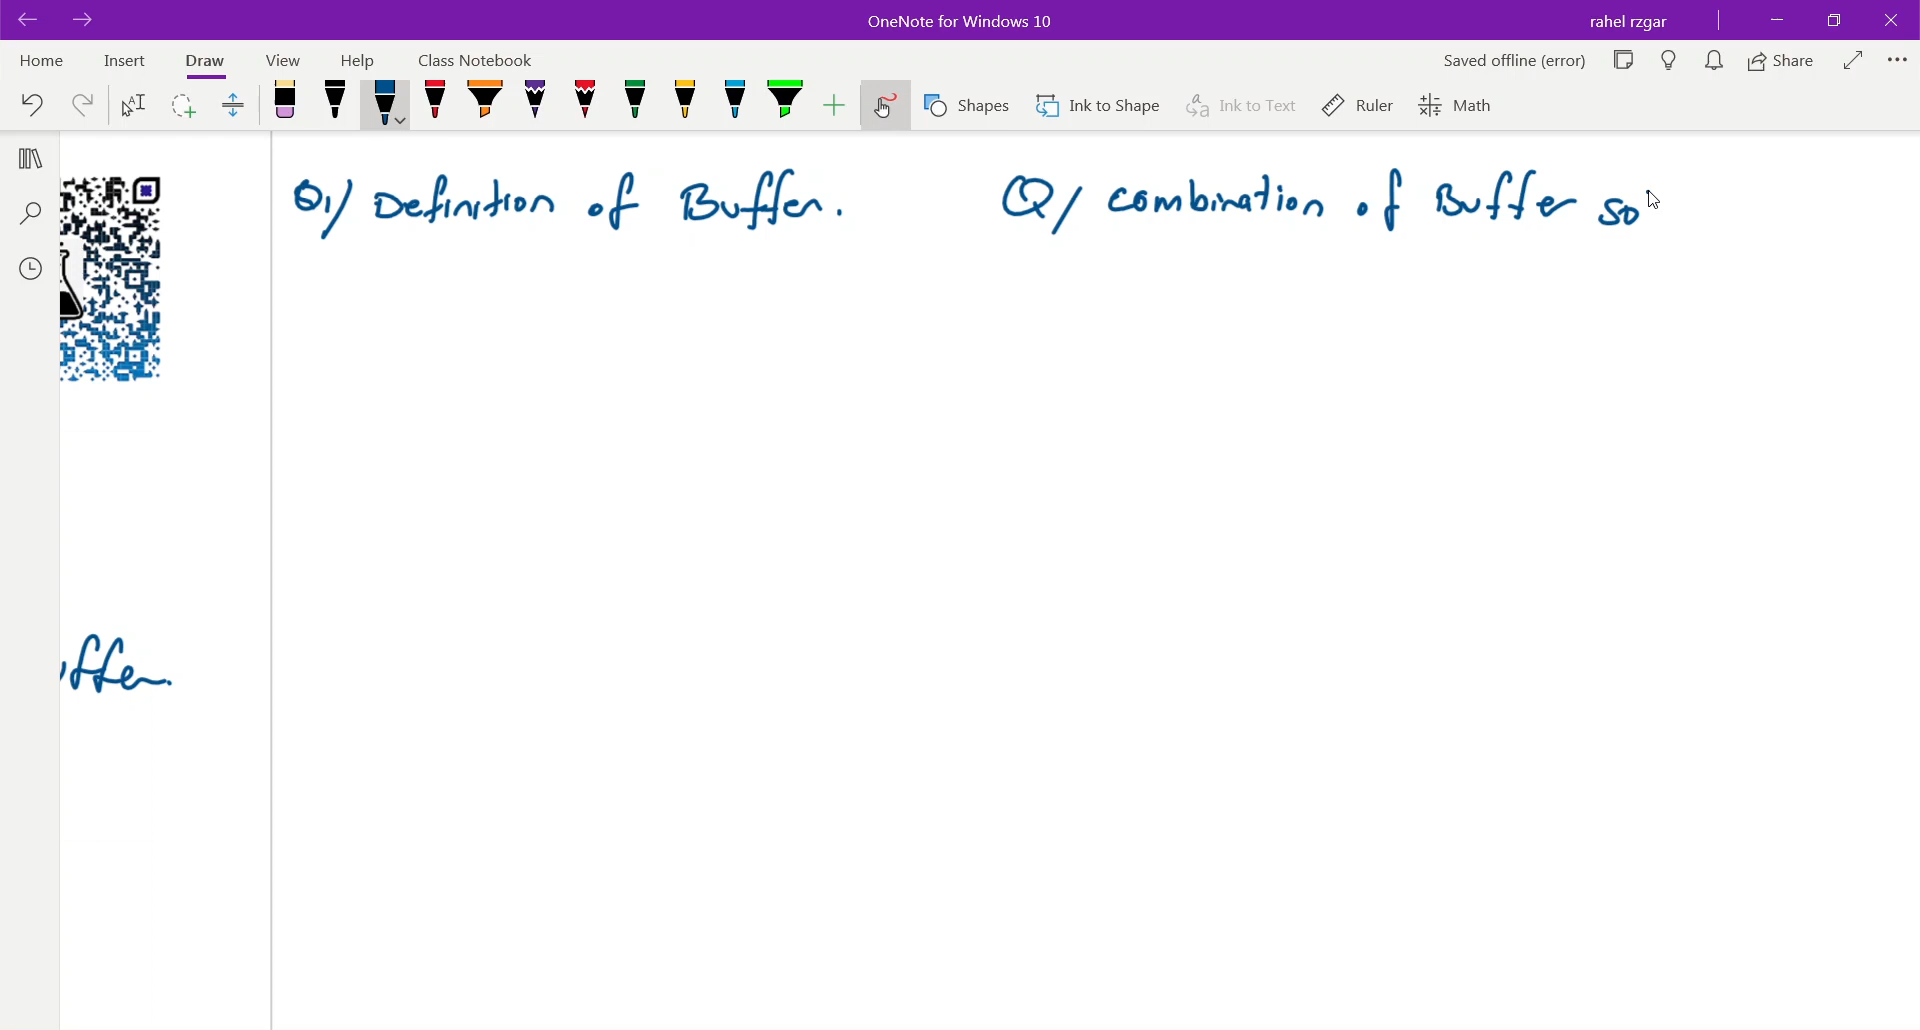 OneNote for Windows 10
rahel rzgar
Home Insert Draw View Help Class Notebook
Saved offline (error) Share
Shapes Ink to Shape Ink to Text Ruler Math
Q1/ Definition of Buffer.
Q/ combination of Buffer so
uffer.